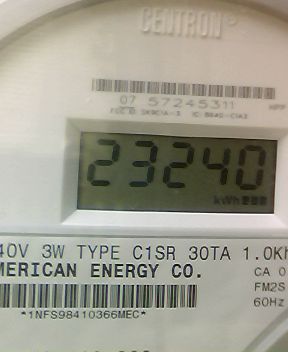 CENTRON®
07 57245311
23240
kWh
40V 3W TYPE C1SR 30TA 1.0Kh
MERICAN ENERGY CO.
CA 0
FM2S
60Hz
*1NFS98410366MEC*